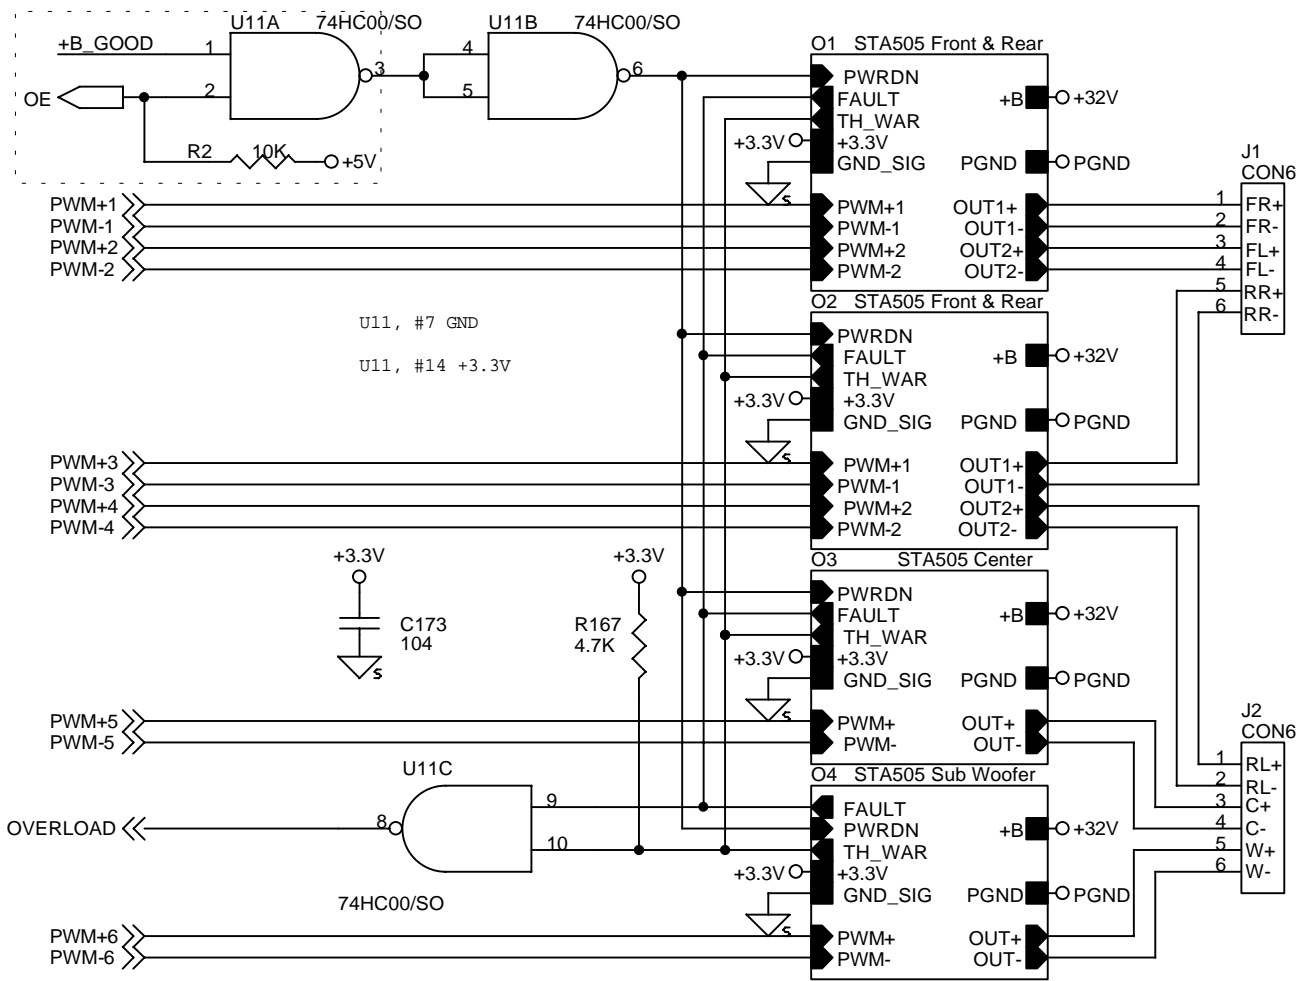 U11A 74HC00/SO
U11B 74HC00/SO
+B_GOOD
1
2
3
4
5
6
OE
R2 10K +5V
PWM+1
PWM-1
PWM+2
PWM-2
U11, #7 GND
U11, #14 +3.3V
O1 STA505 Front & Rear
PWRDN
FAULT
TH_WAR
+3.3V +3.3V
GND_SIG
S
+B +32V
PGND PGND
PWM+1 OUT1+
PWM-1 OUT1-
PWM+2 OUT2+
PWM-2 OUT2-
J1
CON6
1 FR+
2 FR-
3 FL+
4 FL-
5 RR+
6 RR-
O2 STA505 Front & Rear
PWRDN
FAULT
TH_WAR
+3.3V +3.3V
GND_SIG
S
+B +32V
PGND PGND
PWM+3
PWM-3
PWM+4
PWM-4
PWM+1 OUT1+
PWM-1 OUT1-
PWM+2 OUT2+
PWM-2 OUT2-
+3.3V
C173
104
S
+3.3V
R167
4.7K
O3 STA505 Center
PWRDN
FAULT
TH_WAR
+3.3V +3.3V
GND_SIG
S
+B +32V
PGND PGND
PWM+5
PWM-5
PWM+ OUT+
PWM- OUT-
U11C
9
10
8
74HC00/SO
OVERLOAD
O4 STA505 Sub Woofer
FAULT
PWRDN
TH_WAR
+3.3V +3.3V
GND_SIG
S
+B +32V
PGND PGND
PWM+6
PWM-6
PWM+ OUT+
PWM- OUT-
J2
CON6
1 RL+
2 RL-
3 C+
4 C-
5 W+
6 W-